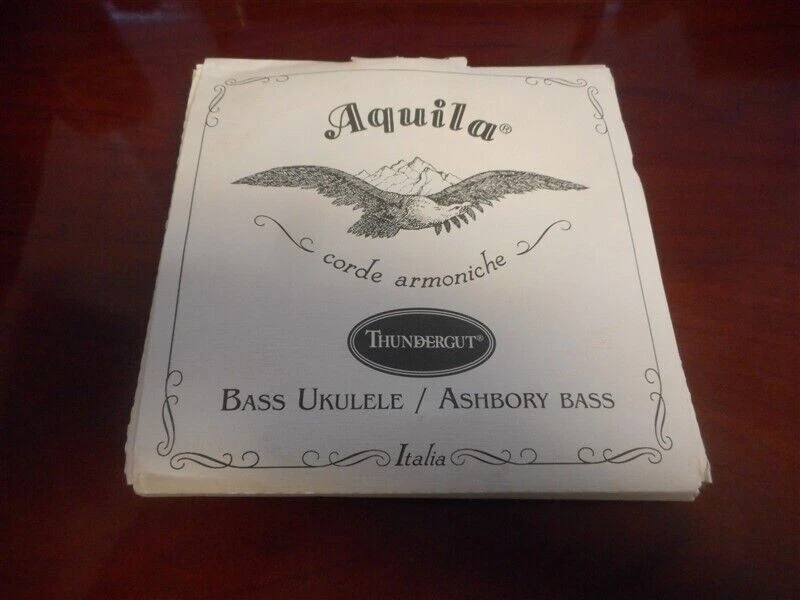 Aquila®
corde armoniche
THUNDERGUT®
BASS UKULELE / ASHBORY BASS
Italia